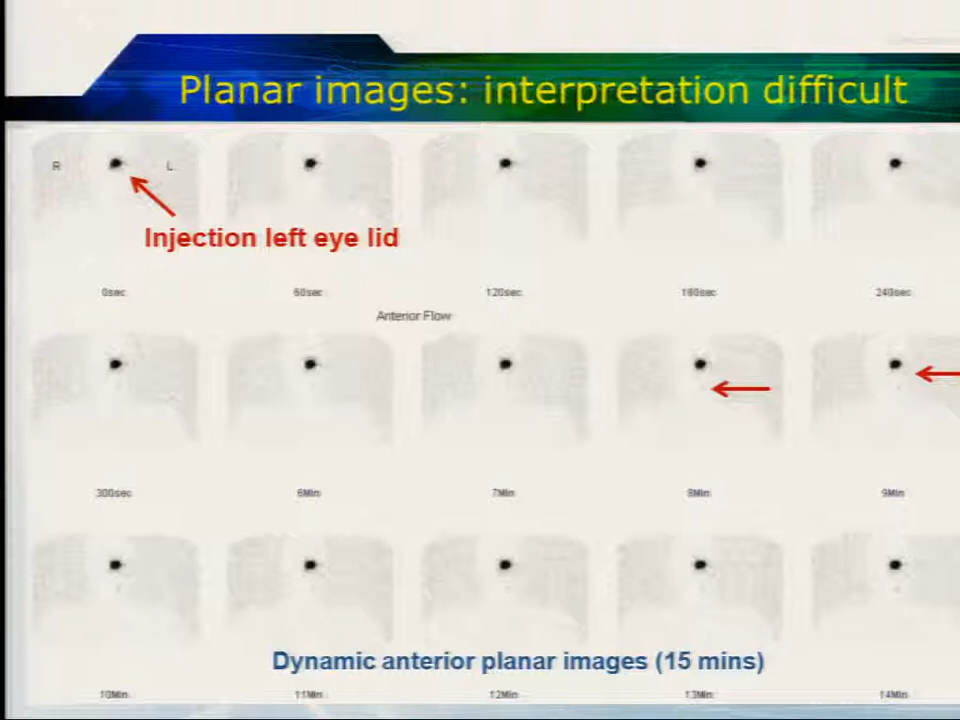 Planar images: interpretation difficult
R L
Injection left eye lid
0sec 60sec 120sec 180sec 240sec
Anterior Flow
300sec 6Min 7Min 8Min 9Min
Dynamic anterior planar images (15 mins)
10Min 11Min 12Min 13Min 14Min